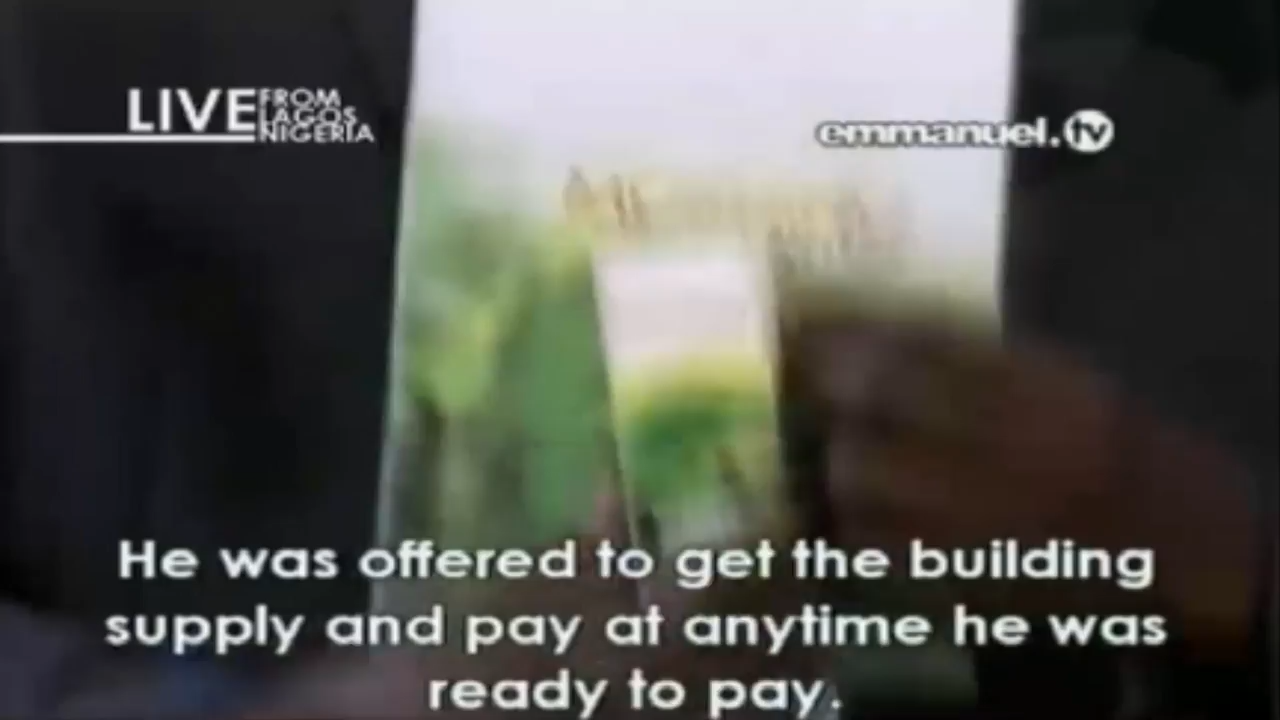 LIVE FROM
LAGOS
NIGERIA
emmanuel.tv
He was offered to get the building
supply and pay at anytime he was
ready to pay.